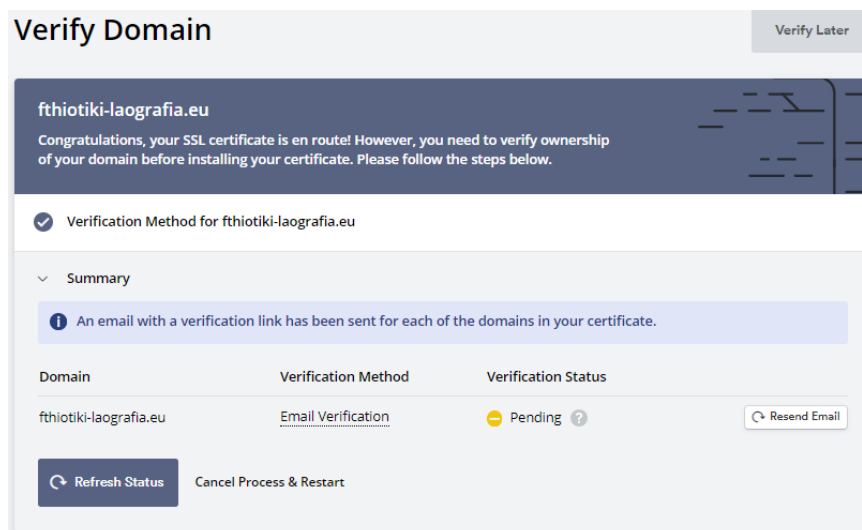 Verify Domain
Verify Later
fthiotiki-laografia.eu
Congratulations, your SSL certificate is en route! However, you need to verify ownership
of your domain before installing your certificate. Please follow the steps below.
Verification Method for fthiotiki-laografia.eu
Summary
An email with a verification link has been sent for each of the domains in your certificate.
Domain Verification Method Verification Status
fthiotiki-laografia.eu Email Verification Pending ? Resend Email
Refresh Status Cancel Process & Restart